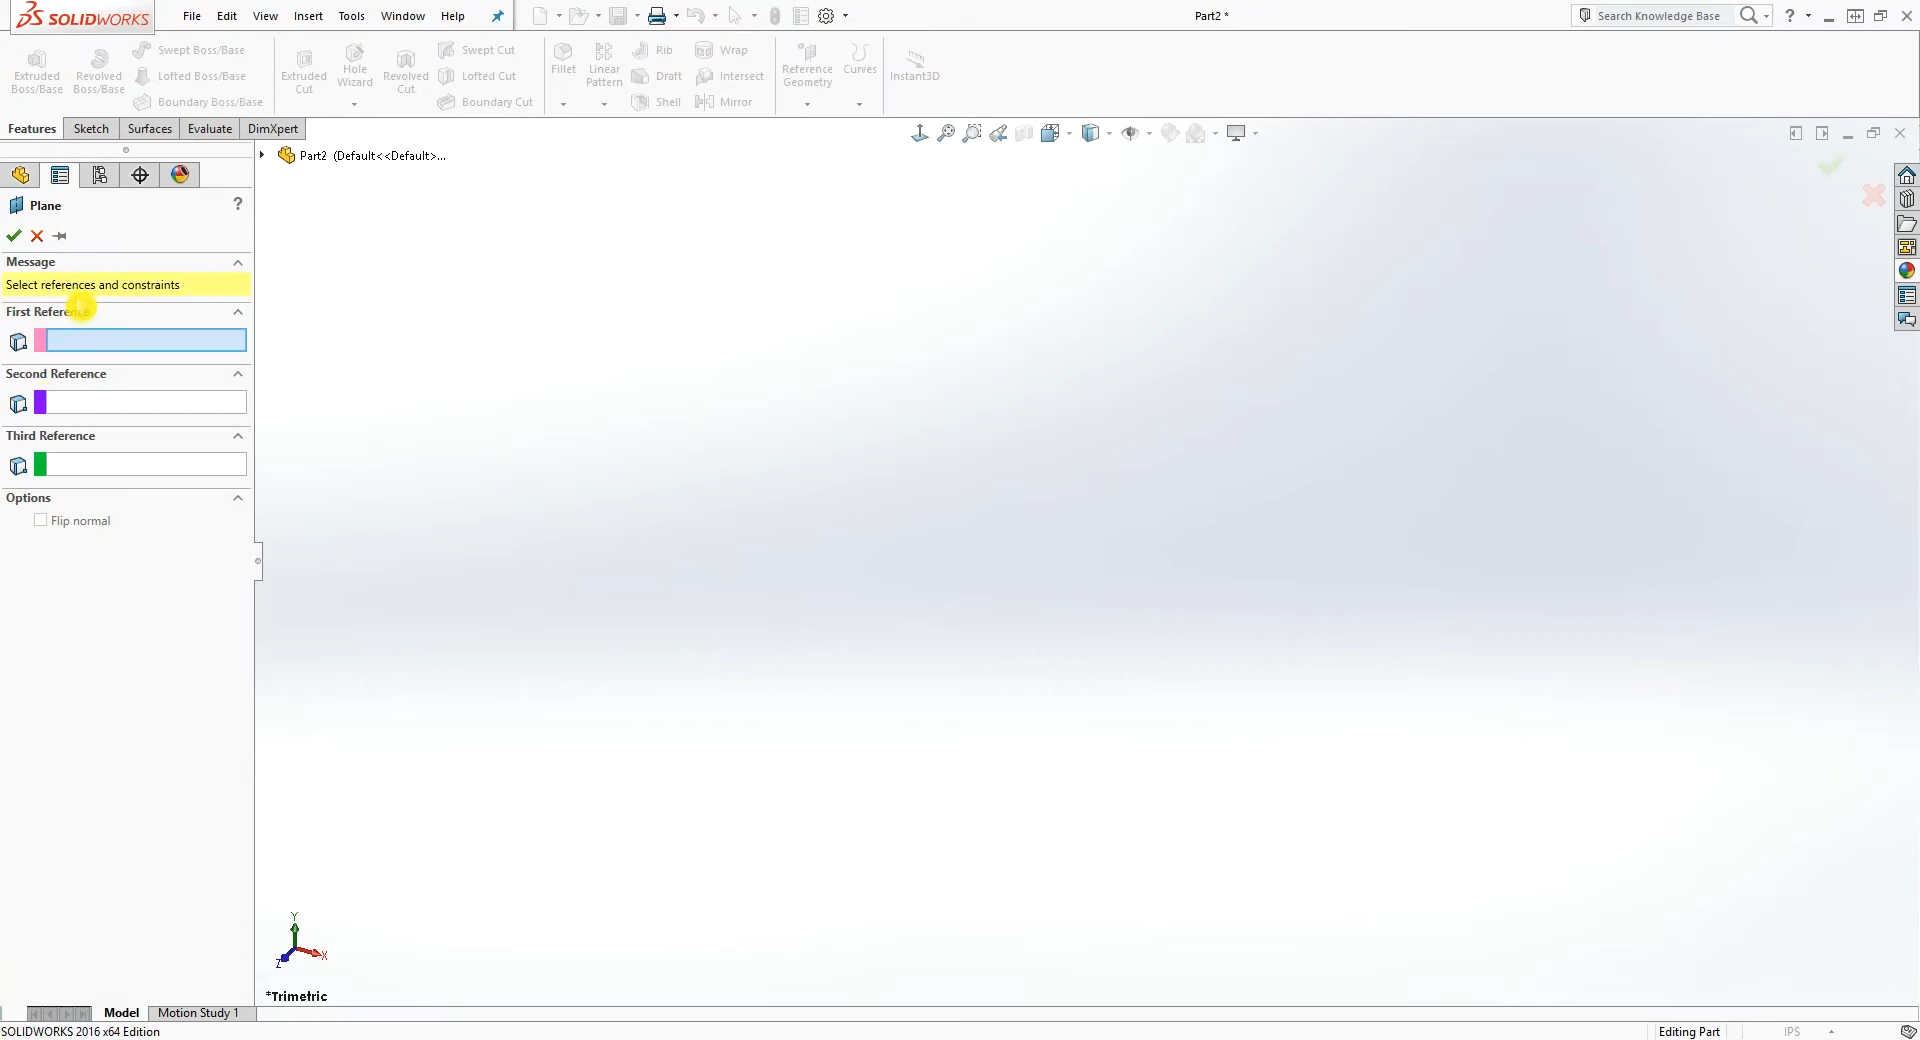 SOLIDWORKS
File Edit View Insert Tools Window Help
Part2 *
Search Knowledge Base
Extruded Boss/Base
Revolved Boss/Base
Swept Boss/Base
Lofted Boss/Base
Boundary Boss/Base
Extruded Cut
Hole Wizard
Revolved Cut
Swept Cut
Lofted Cut
Boundary Cut
Fillet
Linear Pattern
Rib
Draft
Shell
Wrap
Intersect
Mirror
Reference Geometry
Curves
Instant3D
Features Sketch Surfaces Evaluate DimXpert
Part2 (Default<<Default>...
Plane
?
Message
Select references and constraints
First Reference
Second Reference
Third Reference
Options
Flip normal
Y
X
Z
*Trimetric
Model Motion Study 1
SOLIDWORKS 2016 x64 Edition
Editing Part
IPS